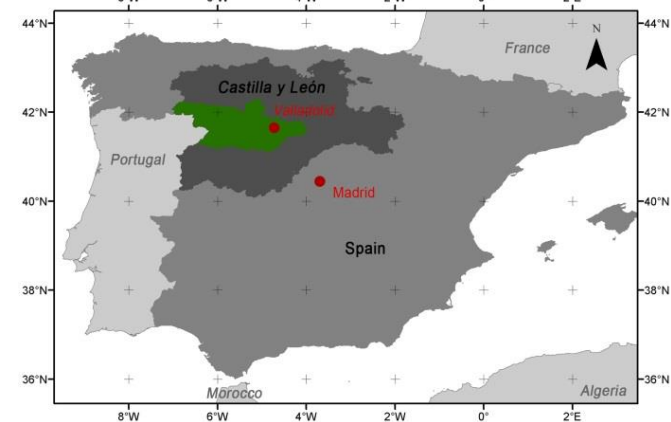 44°N
44°N
N
France
Castilla y León
42°N
42°N
Valladolid
Portugal
40°N
40°N
Madrid
Spain
38°N
38°N
36°N
36°N
Morocco
Algeria
8°W
6°W
4°W
2°W
0°
2°E